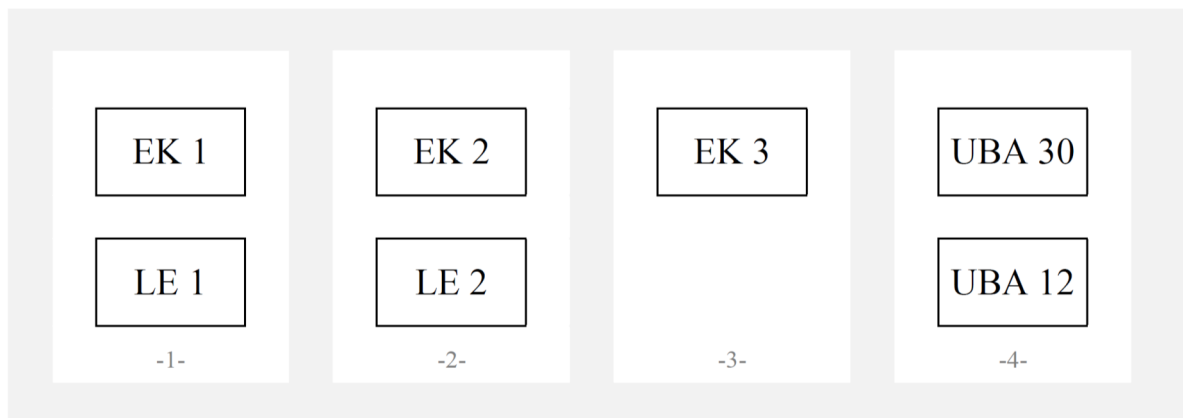 EK 1
LE 1
-1-
EK 2
LE 2
-2-
EK 3
-3-
UBA 30
UBA 12
-4-